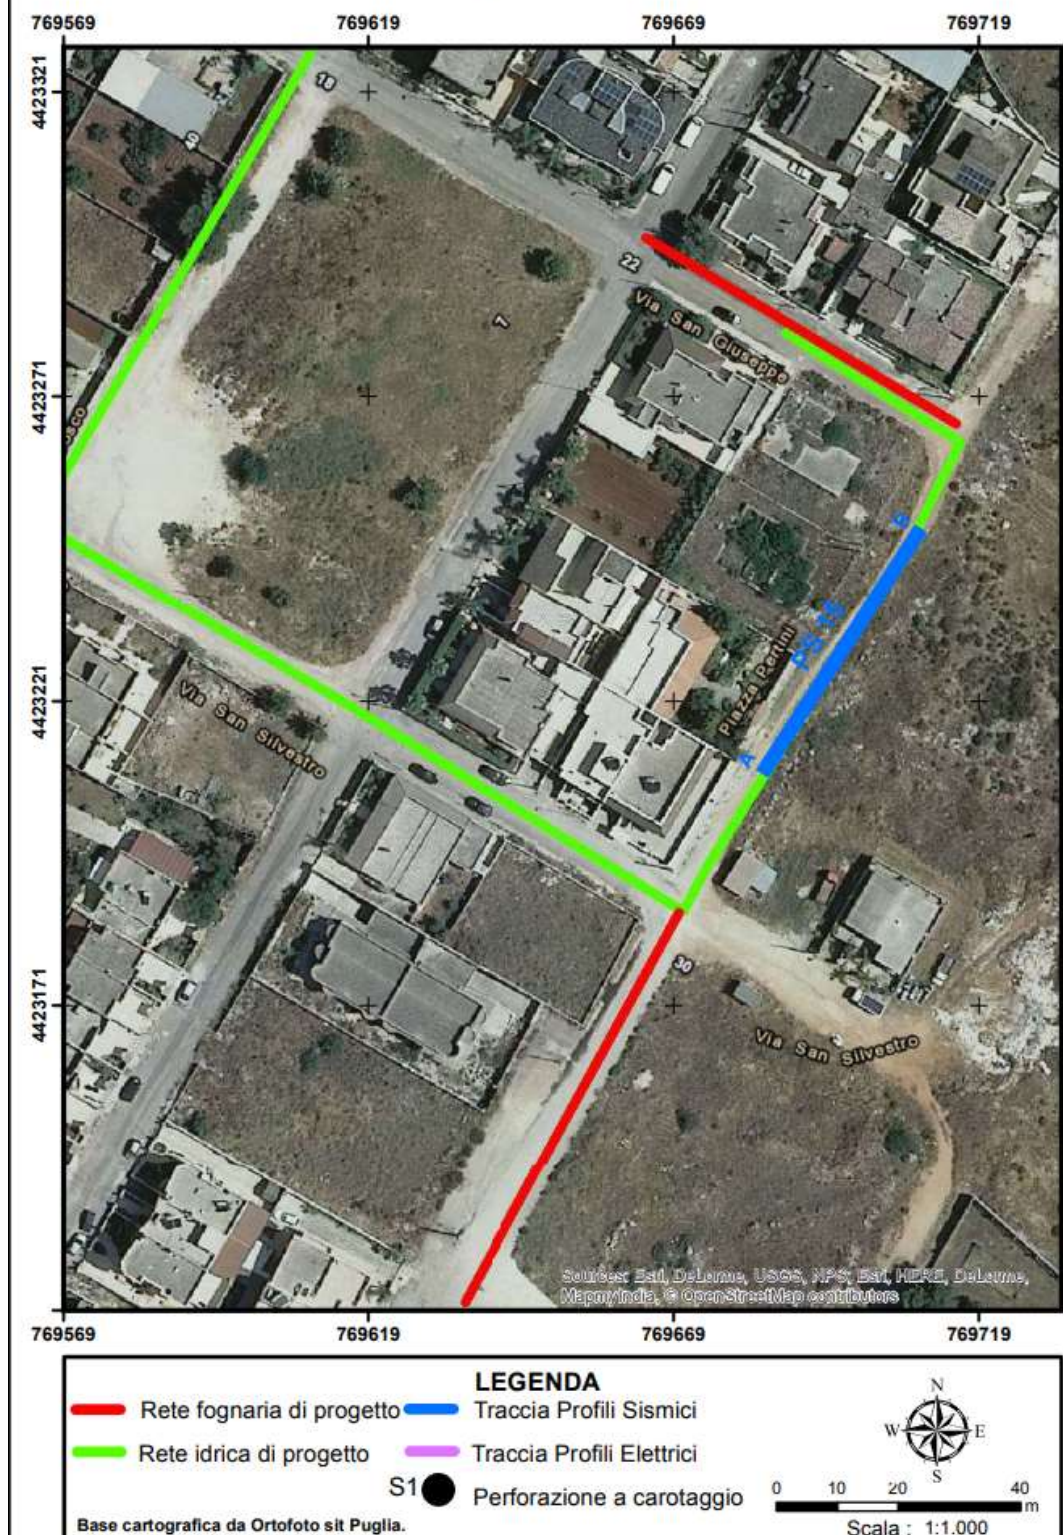 769569 769619 769669 769719
4423321
18
22
Via San Giuseppe
7
4423271
B
Piazza Pertini
A
4423221
Via San Silvestro
30
4423171
Via San Silvestro
Sources: Esri, DeLorme, USGS, NPS; Esri, HERE, DeLorme,
MapmyIndia, © OpenStreetMap contributors
769569 769619 769669 769719
LEGENDA
Rete fognaria di progetto
Traccia Profili Sismici
Rete idrica di progetto
Traccia Profili Elettrici
S1
Perforazione a carotaggio
N
W E
S
0 10 20 40
m
Base cartografica da Ortofoto sit Puglia.
Scala : 1:1.000